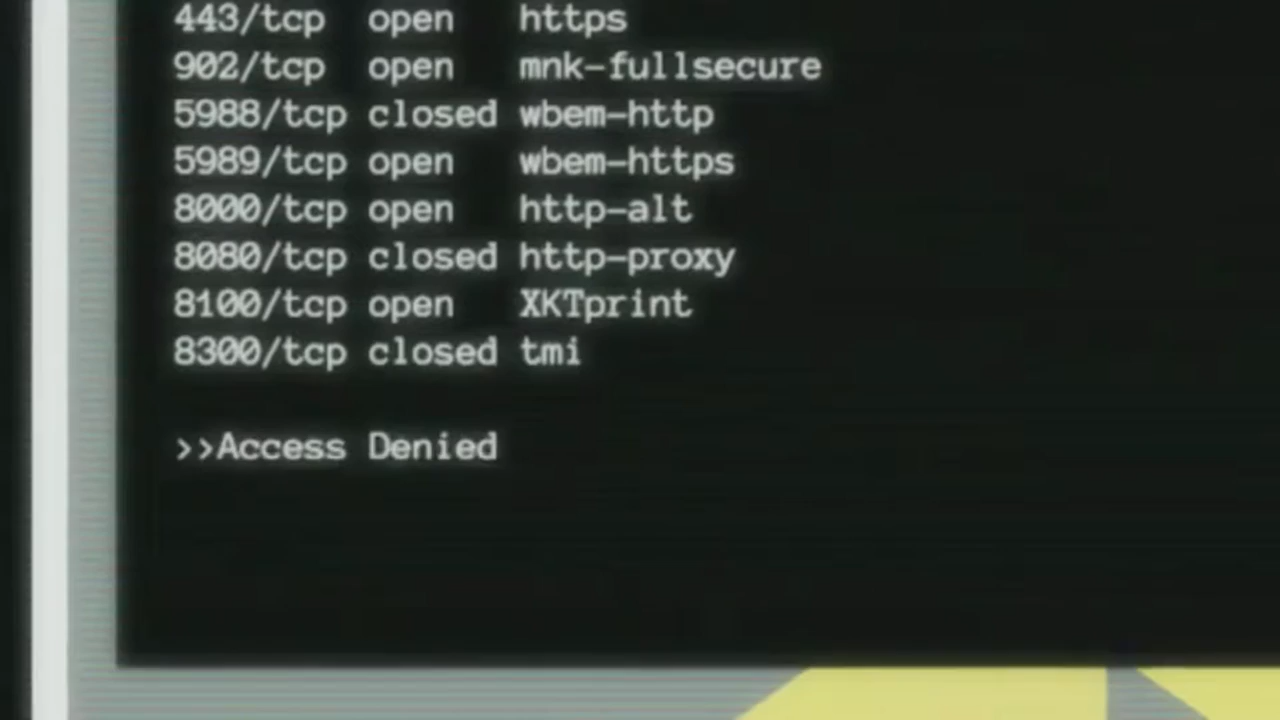 443/tcp  open   https
902/tcp  open   mnk-fullsecure
5988/tcp closed wbem-http
5989/tcp open   wbem-https
8000/tcp open   http-alt
8080/tcp closed http-proxy
8100/tcp open   XKTprint
8300/tcp closed tmi
>>Access Denied